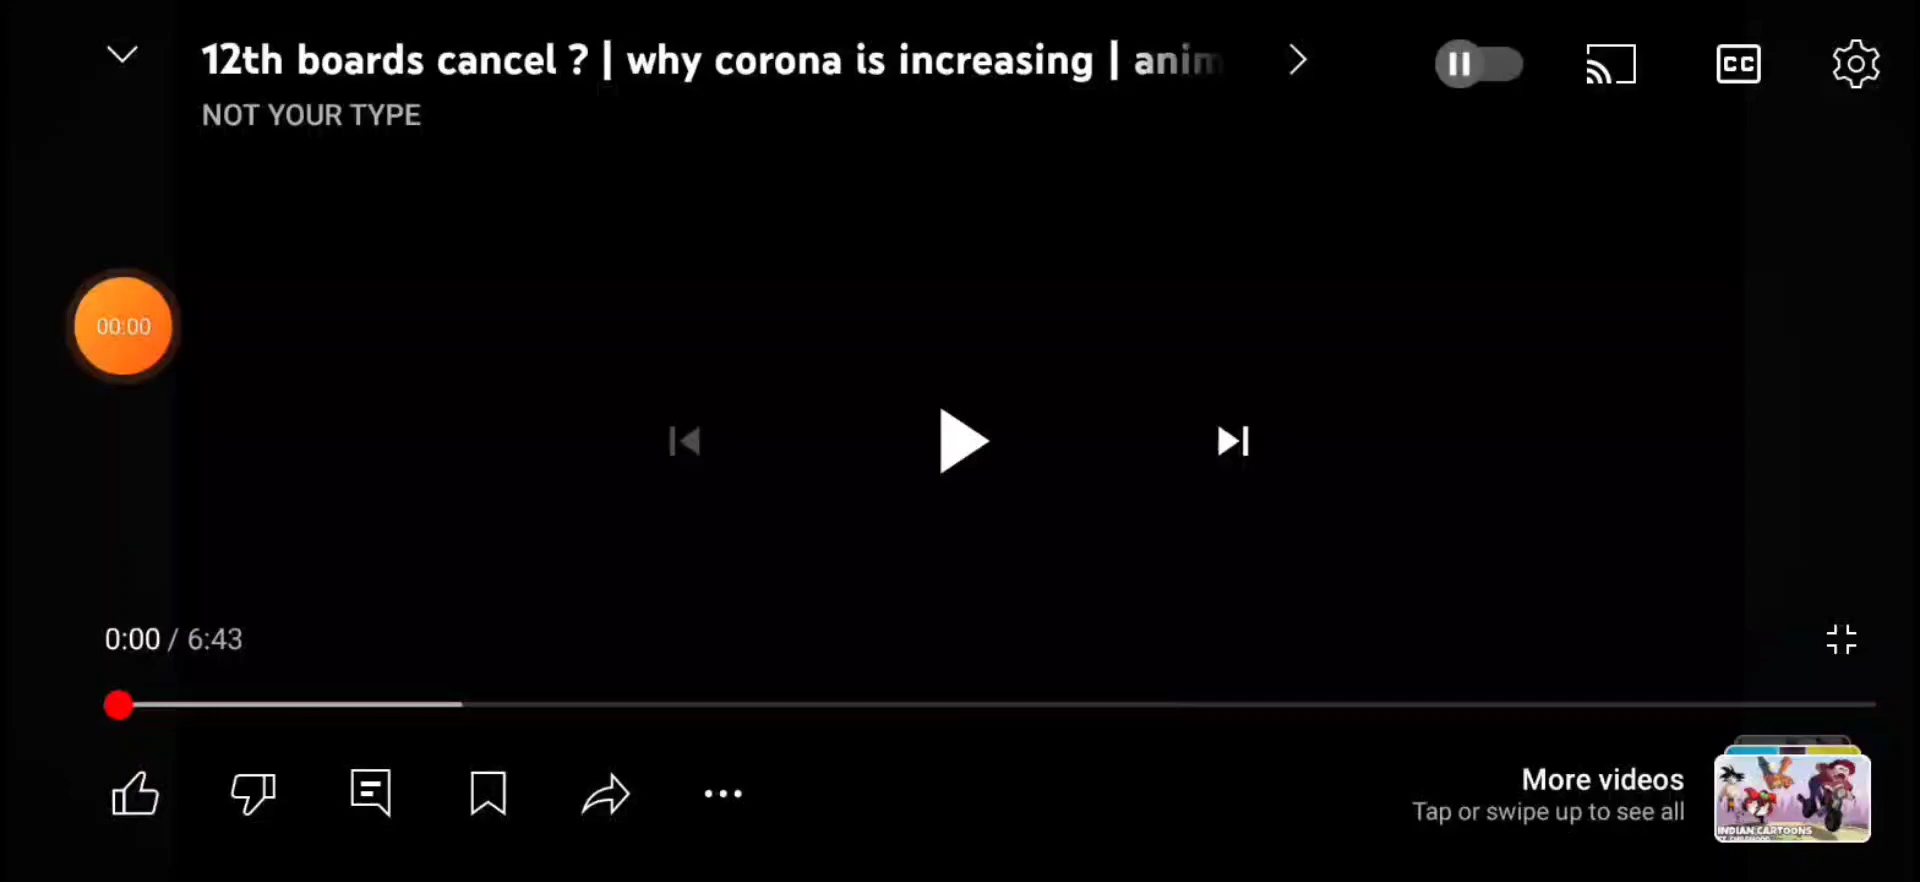 12th boards cancel ? | why corona is increasing | anim
NOT YOUR TYPE
CC
00:00
0:00 / 6:43
More videos
Tap or swipe up to see all
INDIAN CARTOONS